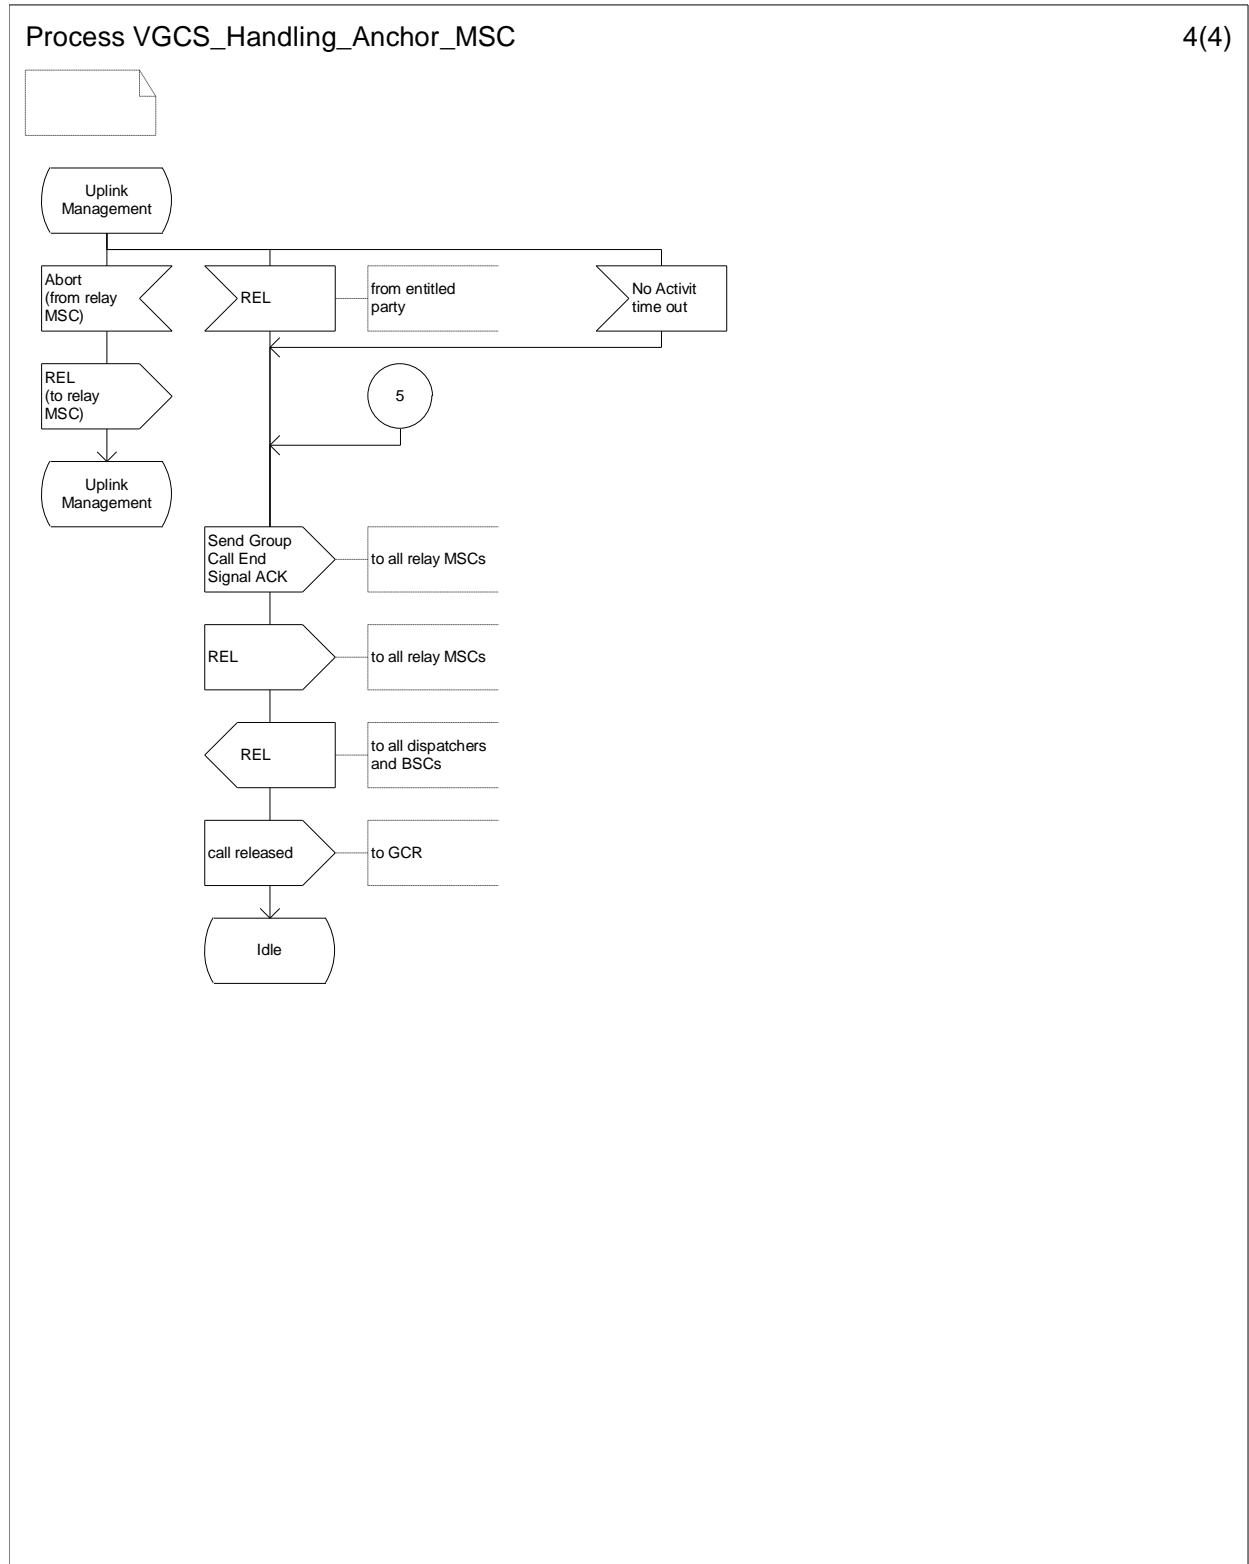 Process VGCS_Handling_Anchor_MSC
4(4)
Uplink
Management
Abort
(from relay
MSC)
REL
from entitled
party
No Activit
time out
REL
(to relay
MSC)
5
Uplink
Management
Send Group
Call End
Signal ACK
to all relay MSCs
REL
to all relay MSCs
REL
to all dispatchers
and BSCs
call released
to GCR
Idle